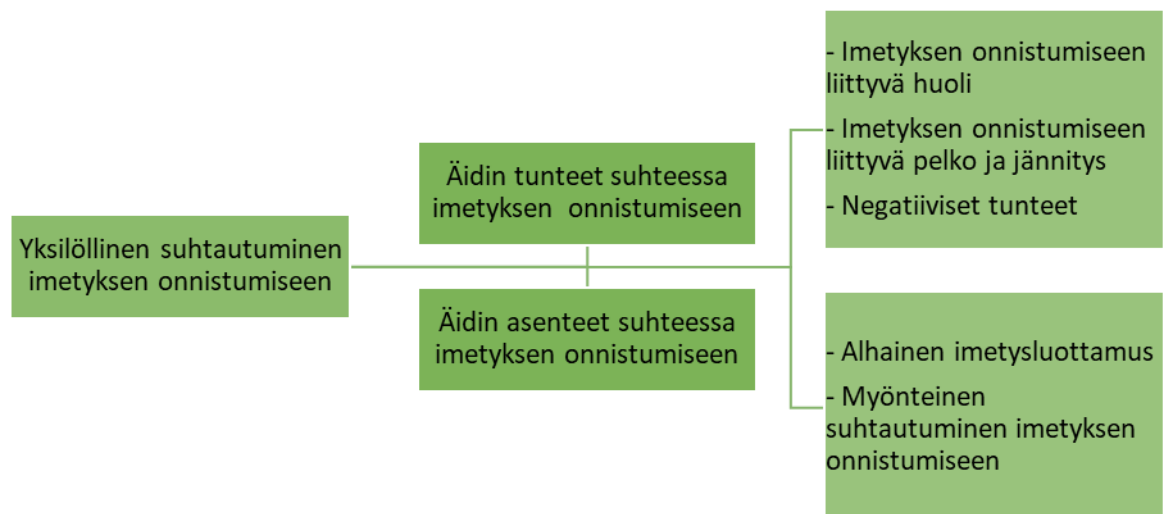 Yksilöllinen suhtautuminen
imetyksen onnistumiseen
Äidin tunteet suhteessa
imetyksen onnistumiseen
Äidin asenteet suhteessa
imetyksen onnistumiseen
- Imetyksen onnistumiseen
liittyvä huoli
- Imetyksen onnistumiseen
liittyvä pelko ja jännitys
- Negatiiviset tunteet
- Alhainen imetysluottamus
- Myönteinen
suhtautuminen imetyksen
onnistumiseen